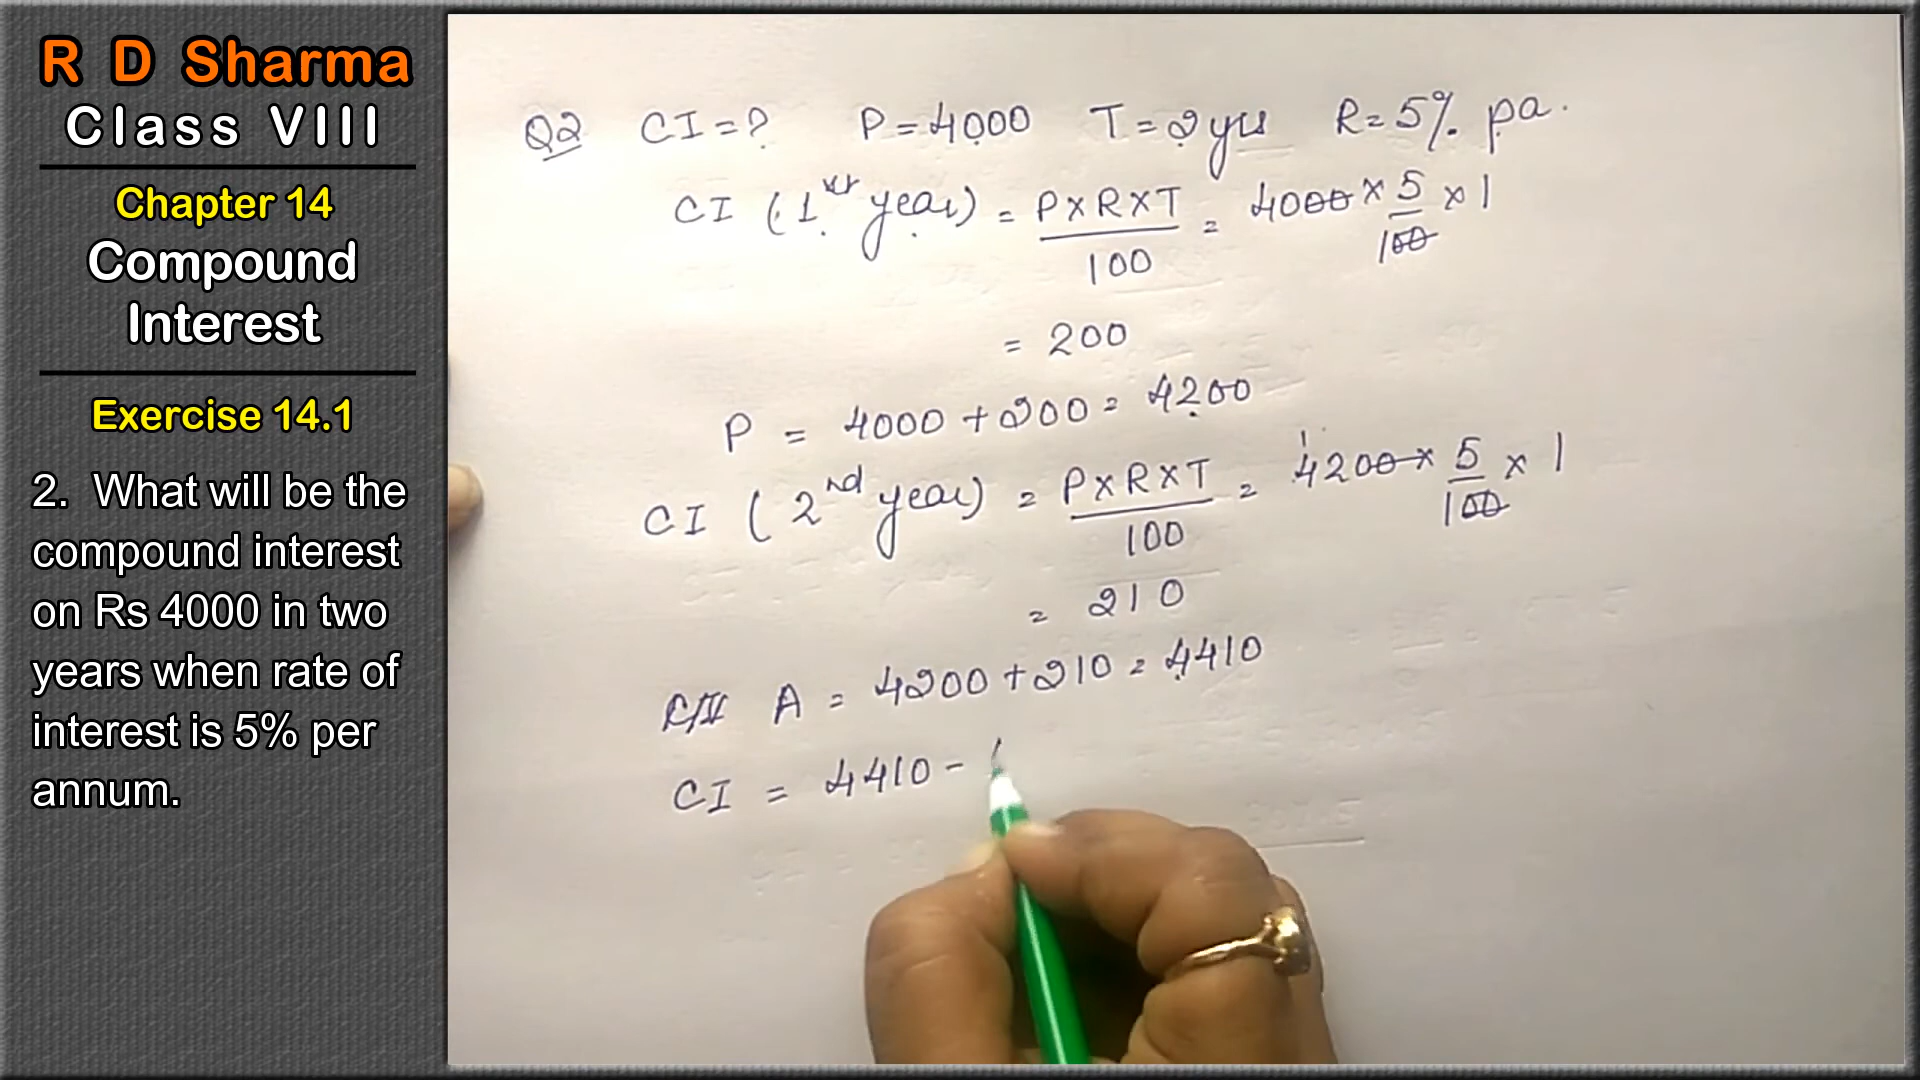 R D Sharma
Class VIII
Chapter 14
Compound
Interest
Exercise 14.1
2. What will be the
compound interest
on Rs 4000 in two
years when rate of
interest is 5% per
annum.
Q2 CI = ? P = 4000 T = 2 yrs R = 5% pa.
CI (1st year) = P×R×T/100 = 4000 × 5/100 × 1
= 200
P = 4000 + 200 = 4200
CI (2nd year) = P×R×T/100 = 4200 × 5/100 × 1
= 210
A = 4200 + 210 = 4410
CI = 4410 -